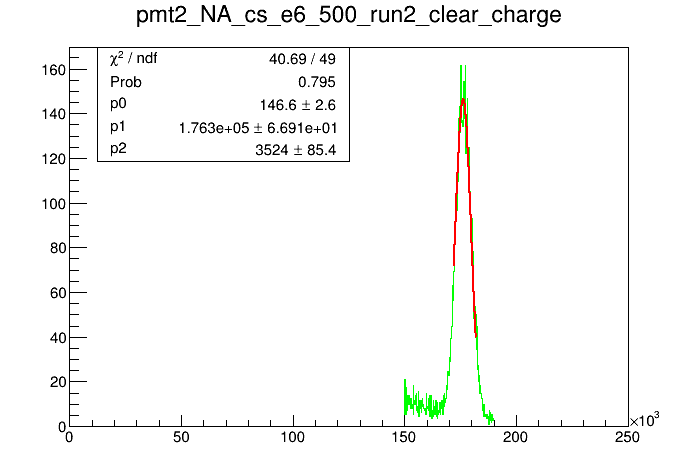 pmt2_NA_cs_e6_500_run2_clear_charge
χ² / ndf 40.69 / 49
Prob 0.795
p0 146.6 ± 2.6
p1 1.763e+05 ± 6.691e+01
p2 3524 ± 85.4
160
140
120
100
80
60
40
20
0
0 50 100 150 200 250
×10³